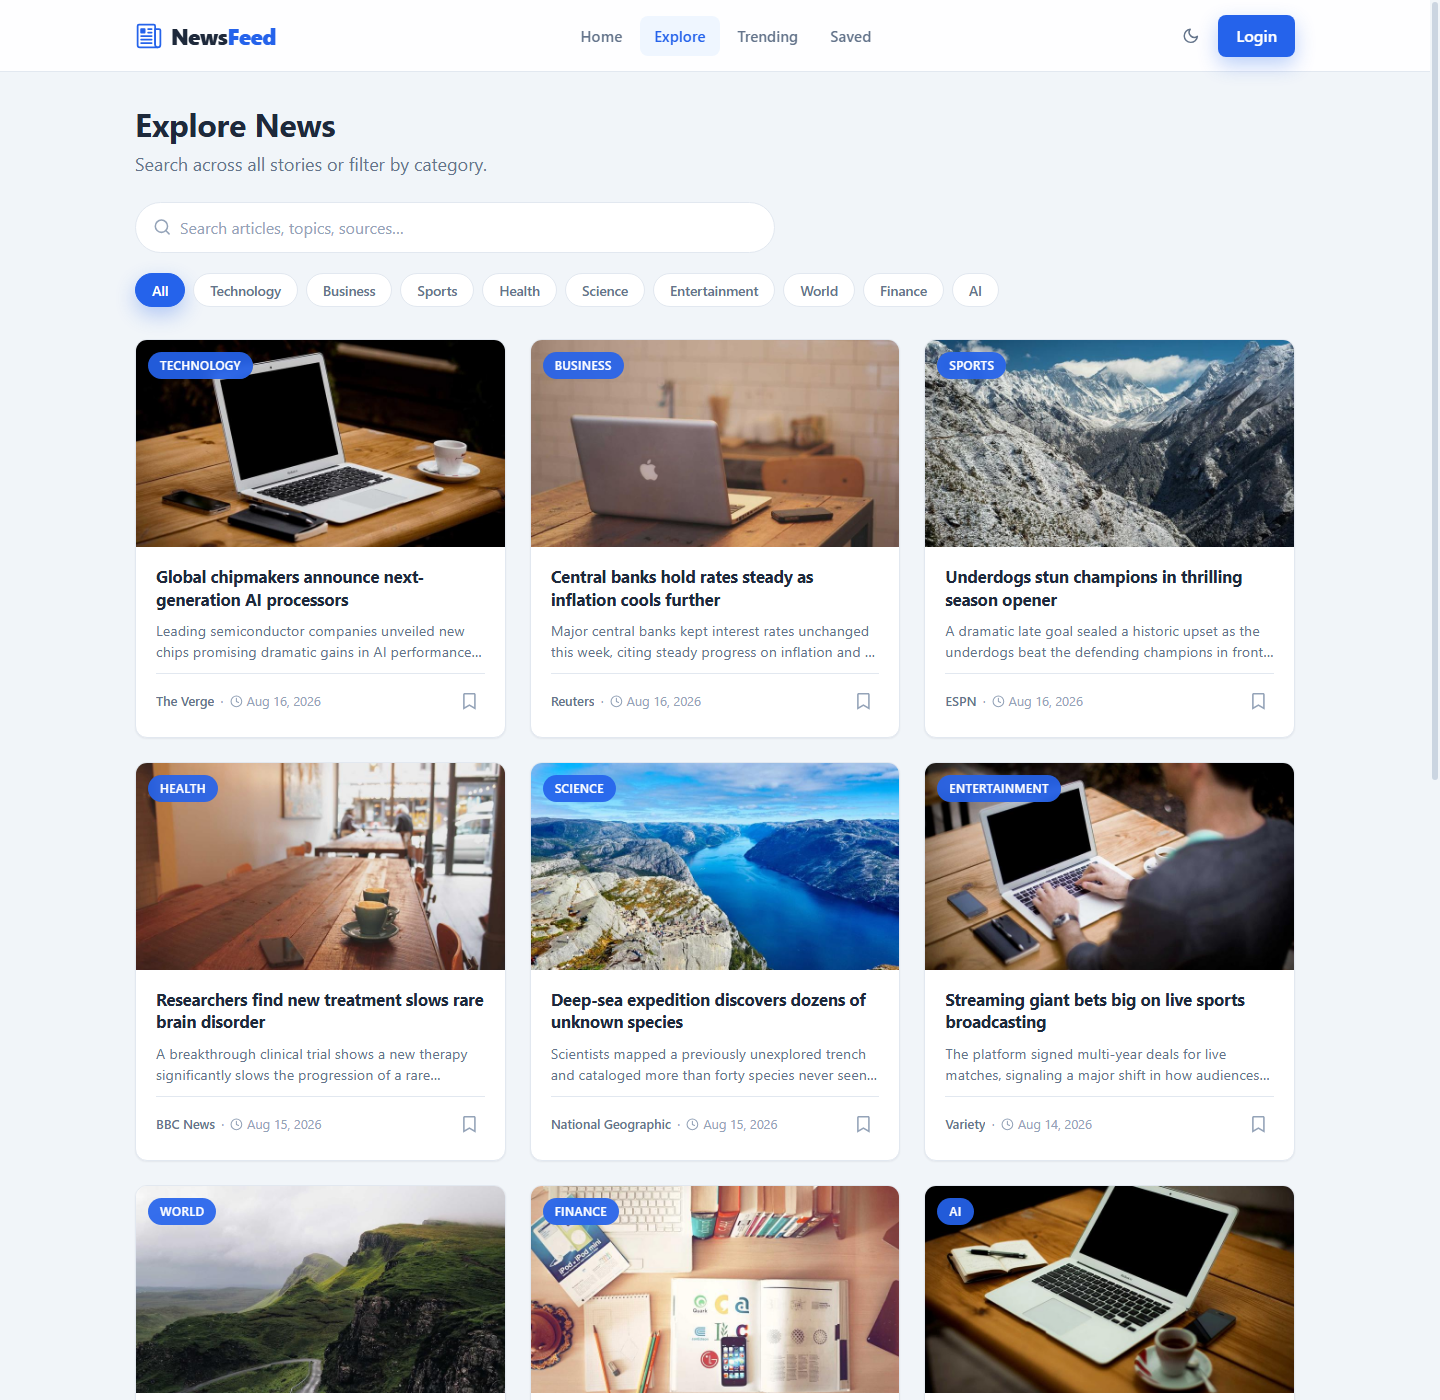 NewsFeed
Home
Explore
Trending
Saved
Login
Explore News
Search across all stories or filter by category.
Search articles, topics, sources...
All
Technology
Business
Sports
Health
Science
Entertainment
World
Finance
AI
TECHNOLOGY
Global chipmakers announce next-
generation AI processors
Leading semiconductor companies unveiled new
chips promising dramatic gains in AI performance...
The Verge · Aug 16, 2026
BUSINESS
Central banks hold rates steady as
inflation cools further
Major central banks kept interest rates unchanged
this week, citing steady progress on inflation and ...
Reuters · Aug 16, 2026
SPORTS
Underdogs stun champions in thrilling
season opener
A dramatic late goal sealed a historic upset as the
underdogs beat the defending champions in front...
ESPN · Aug 16, 2026
HEALTH
Researchers find new treatment slows rare
brain disorder
A breakthrough clinical trial shows a new therapy
significantly slows the progression of a rare...
BBC News · Aug 15, 2026
SCIENCE
Deep-sea expedition discovers dozens of
unknown species
Scientists mapped a previously unexplored trench
and cataloged more than forty species never seen...
National Geographic · Aug 15, 2026
ENTERTAINMENT
Streaming giant bets big on live sports
broadcasting
The platform signed multi-year deals for live
matches, signaling a major shift in how audiences...
Variety · Aug 14, 2026
WORLD
FINANCE
iPod · iPod mini
Quark
LG
AI